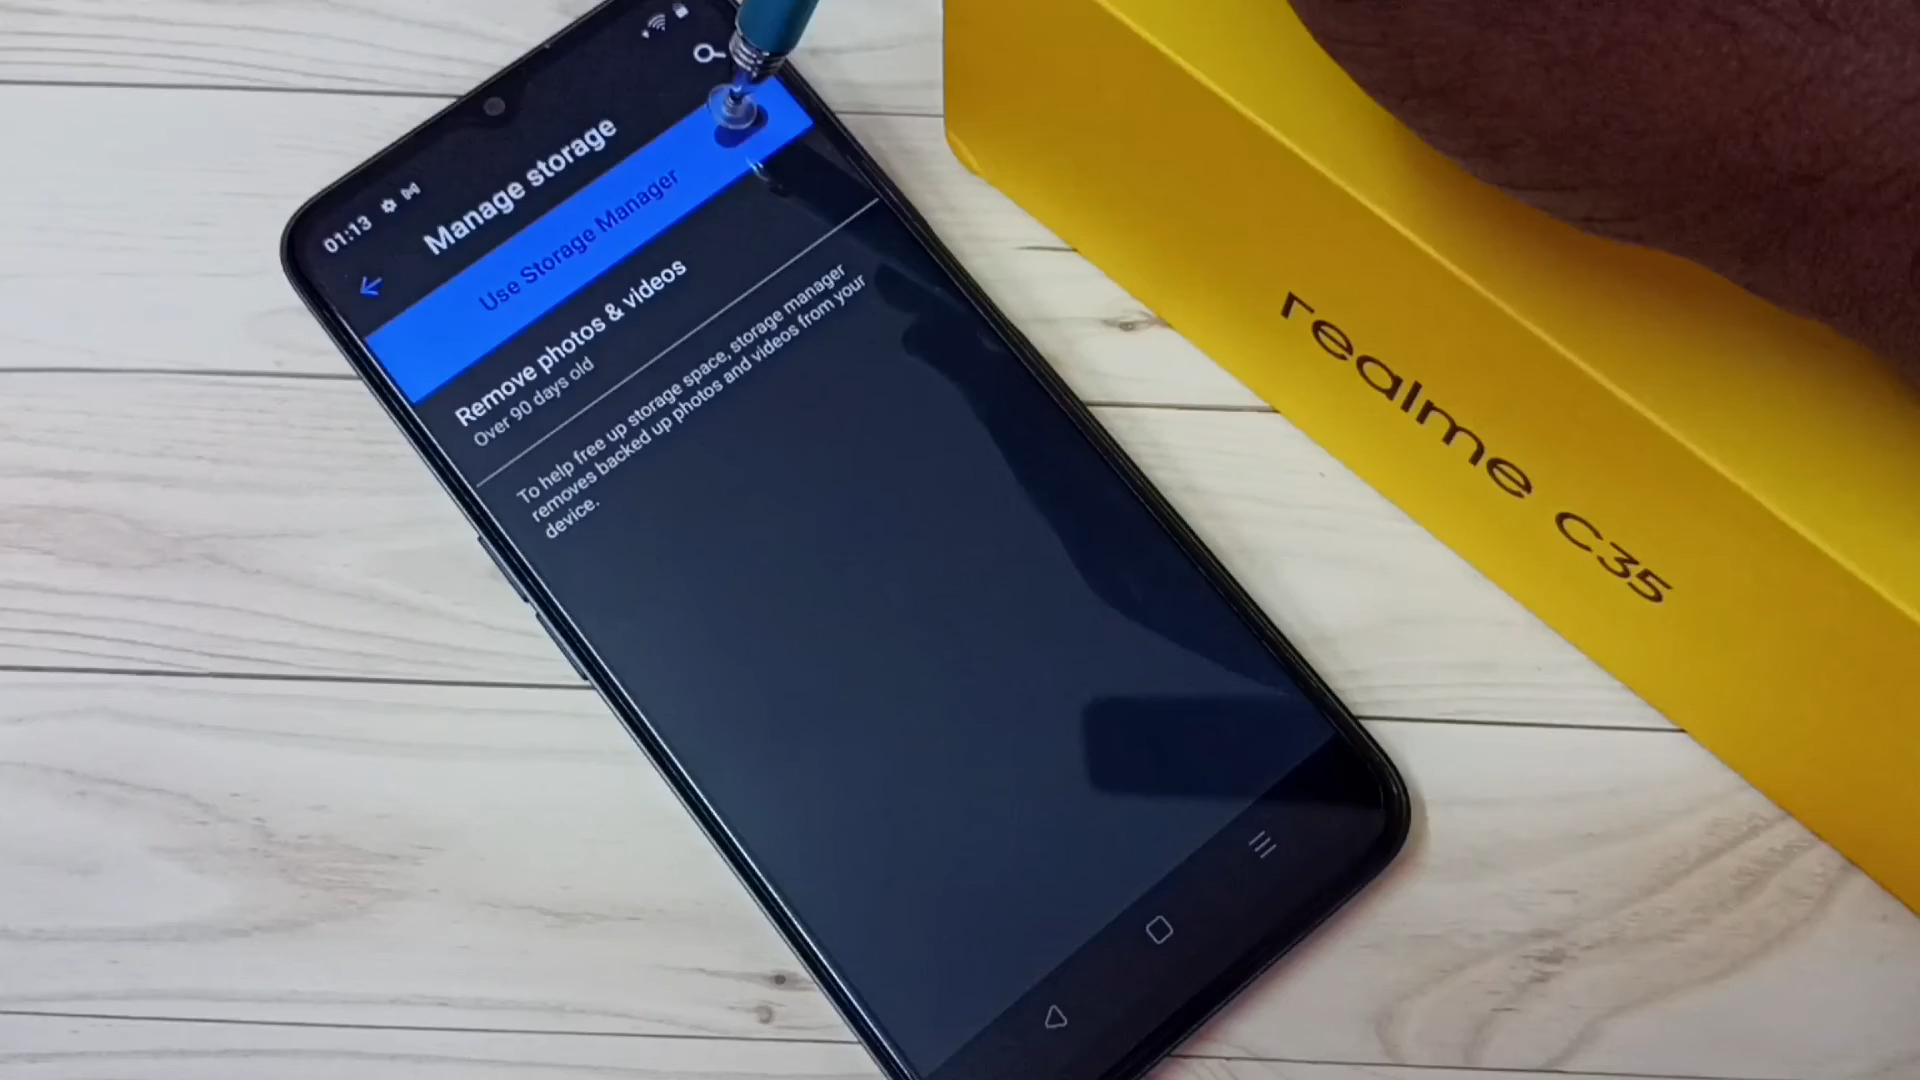 01:13
Manage storage
Use Storage Manager
Remove photos & videos
Over 90 days old
To help free up storage space, storage manager
removes backed up photos and videos from your
device.
realme C35